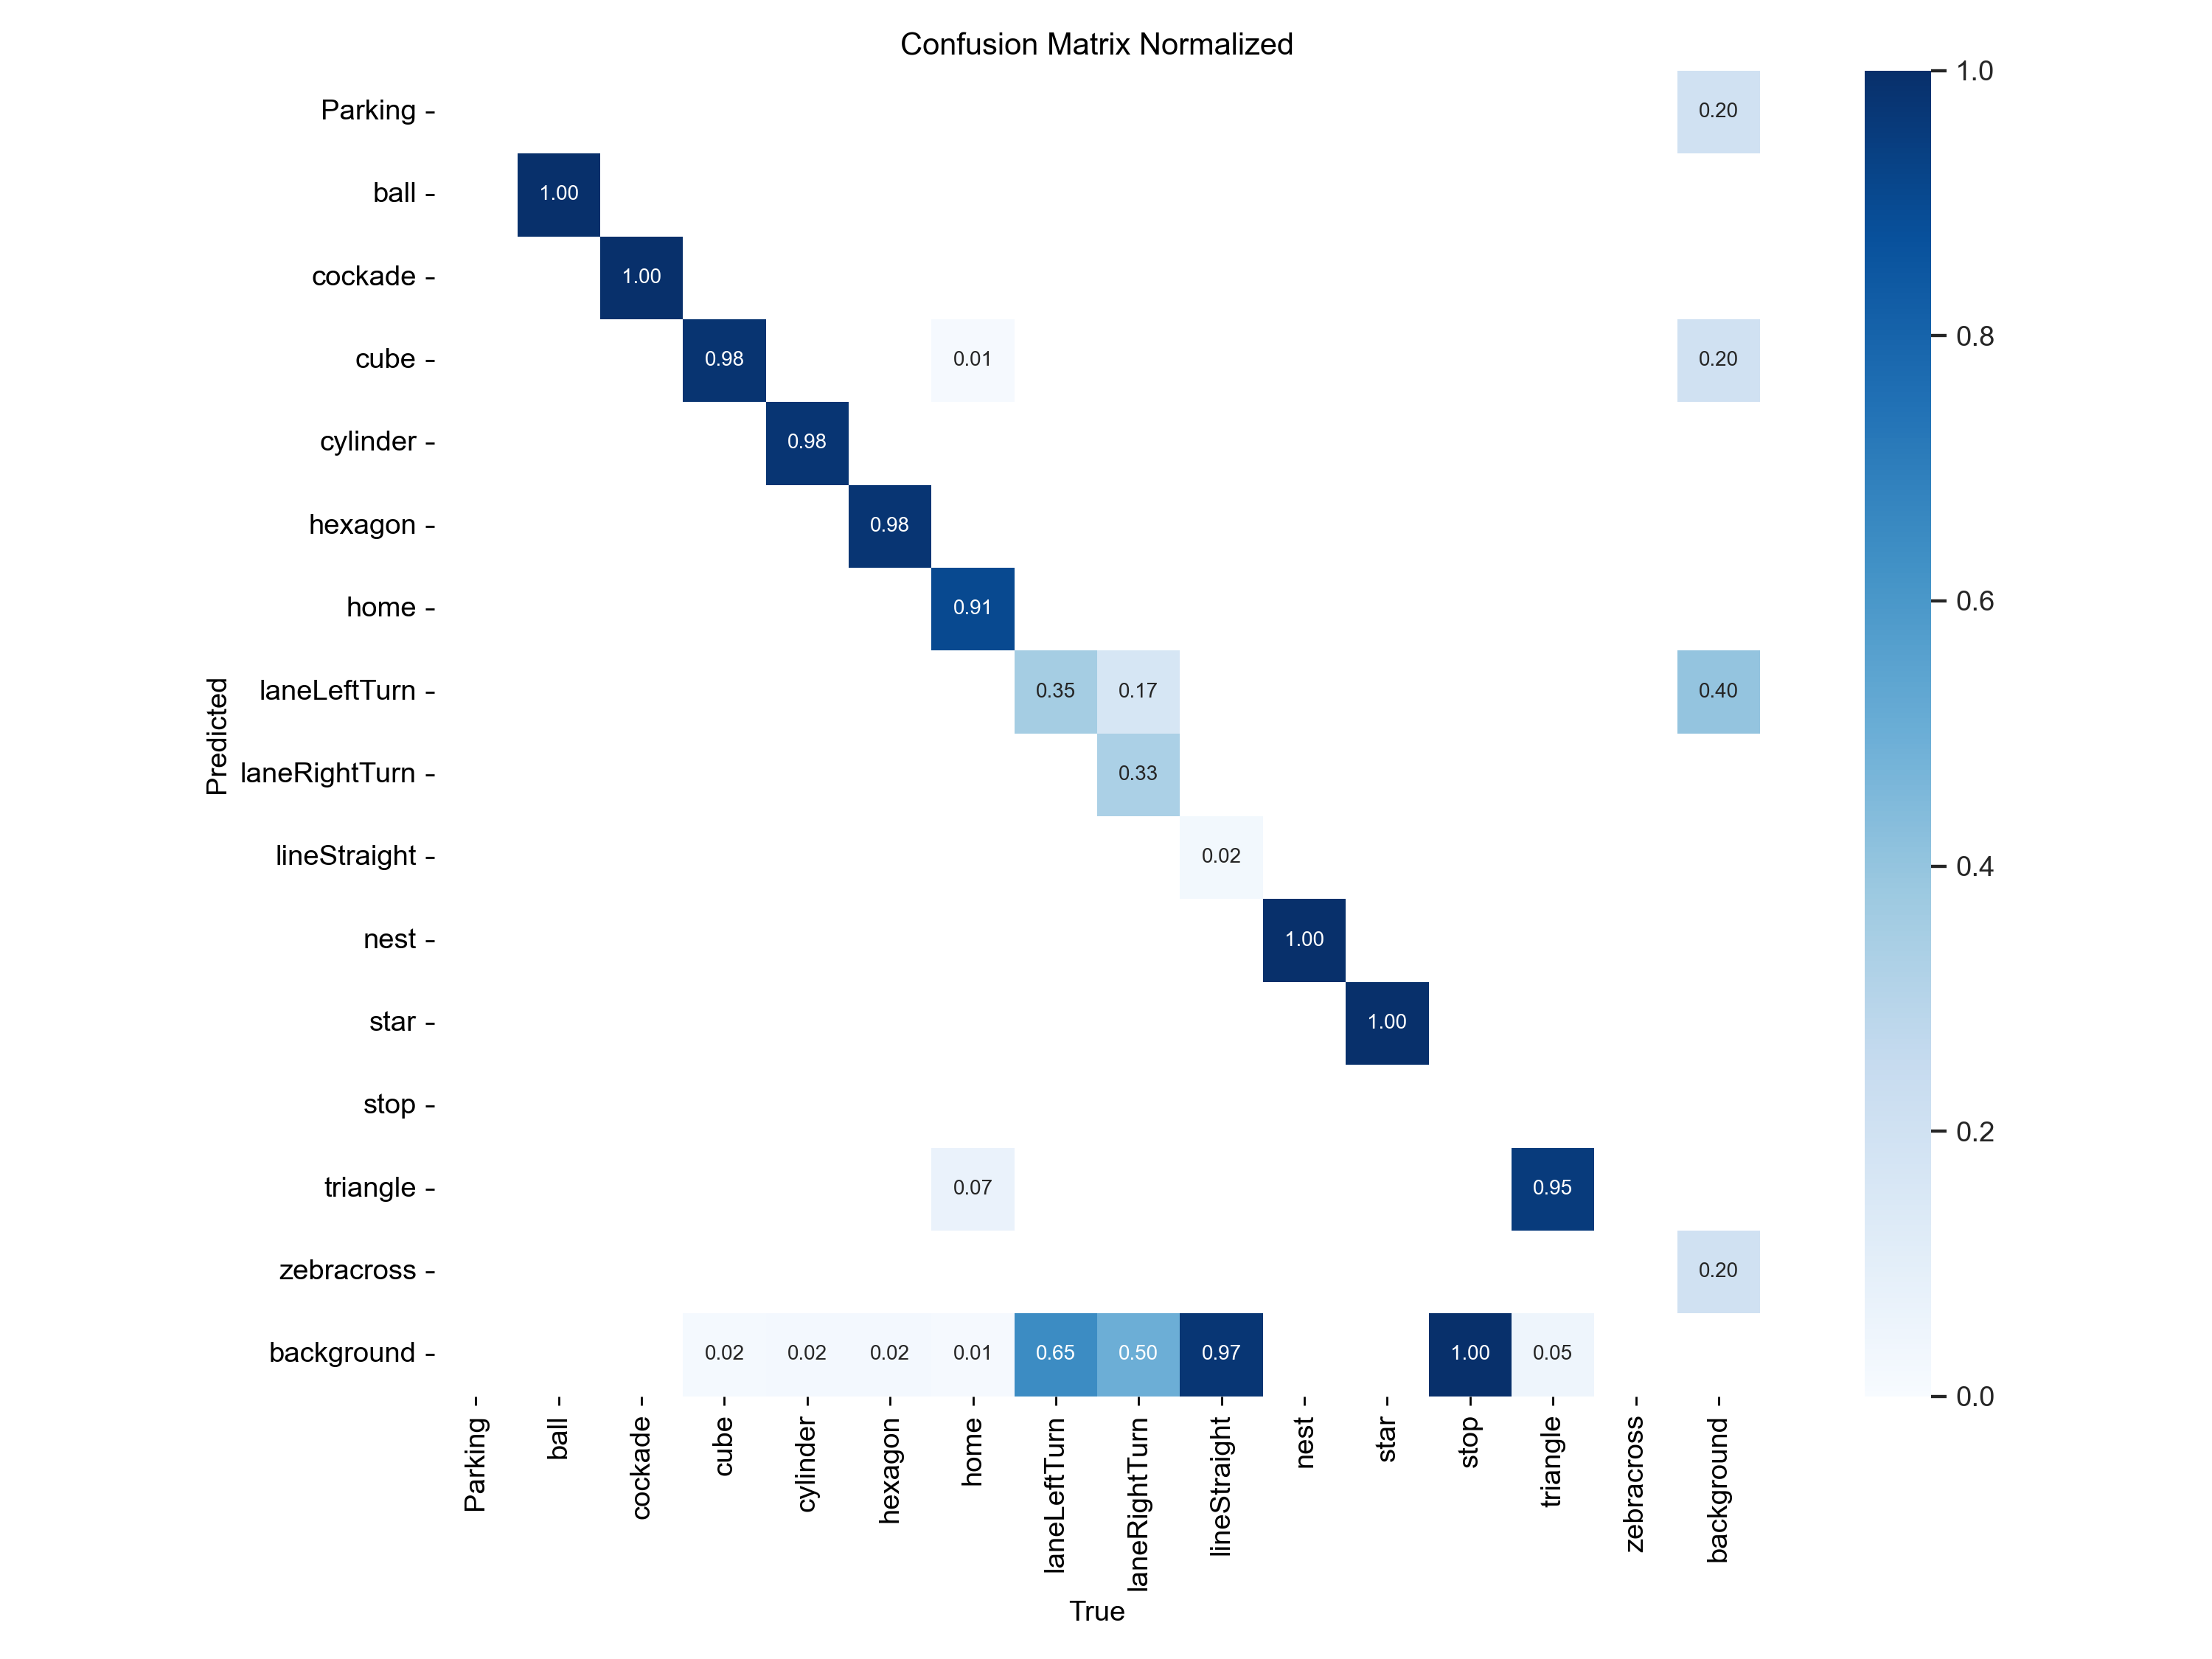 Confusion Matrix Normalized
Parking
0.20
1.0
ball
1.00
cockade
1.00
cube
0.98
0.01
0.20
0.8
cylinder
0.98
hexagon
0.98
home
0.91
0.6
Predicted
laneLeftTurn
0.35
0.17
0.40
laneRightTurn
0.33
lineStraight
0.02
0.4
nest
1.00
star
1.00
stop
0.2
triangle
0.07
0.95
zebracross
0.20
background
0.02
0.02
0.02
0.01
0.65
0.50
0.97
1.00
0.05
0.0
Parking
ball
cockade
cube
cylinder
hexagon
home
laneLeftTurn
laneRightTurn
lineStraight
nest
star
stop
triangle
zebracross
background
True